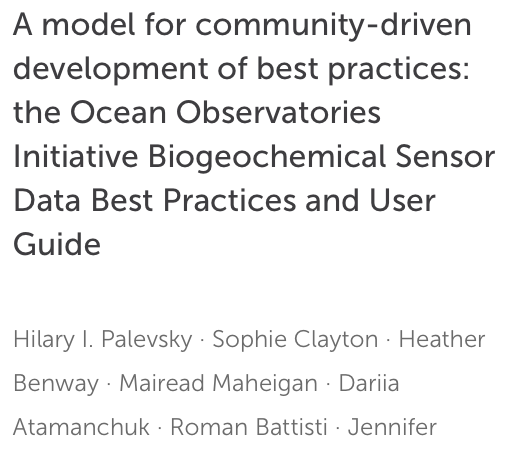 A model for community-driven
development of best practices:
the Ocean Observatories
Initiative Biogeochemical Sensor
Data Best Practices and User
Guide
Hilary I. Palevsky · Sophie Clayton · Heather
Benway · Mairead Maheigan · Dariia
Atamanchuk · Roman Battisti · Jennifer